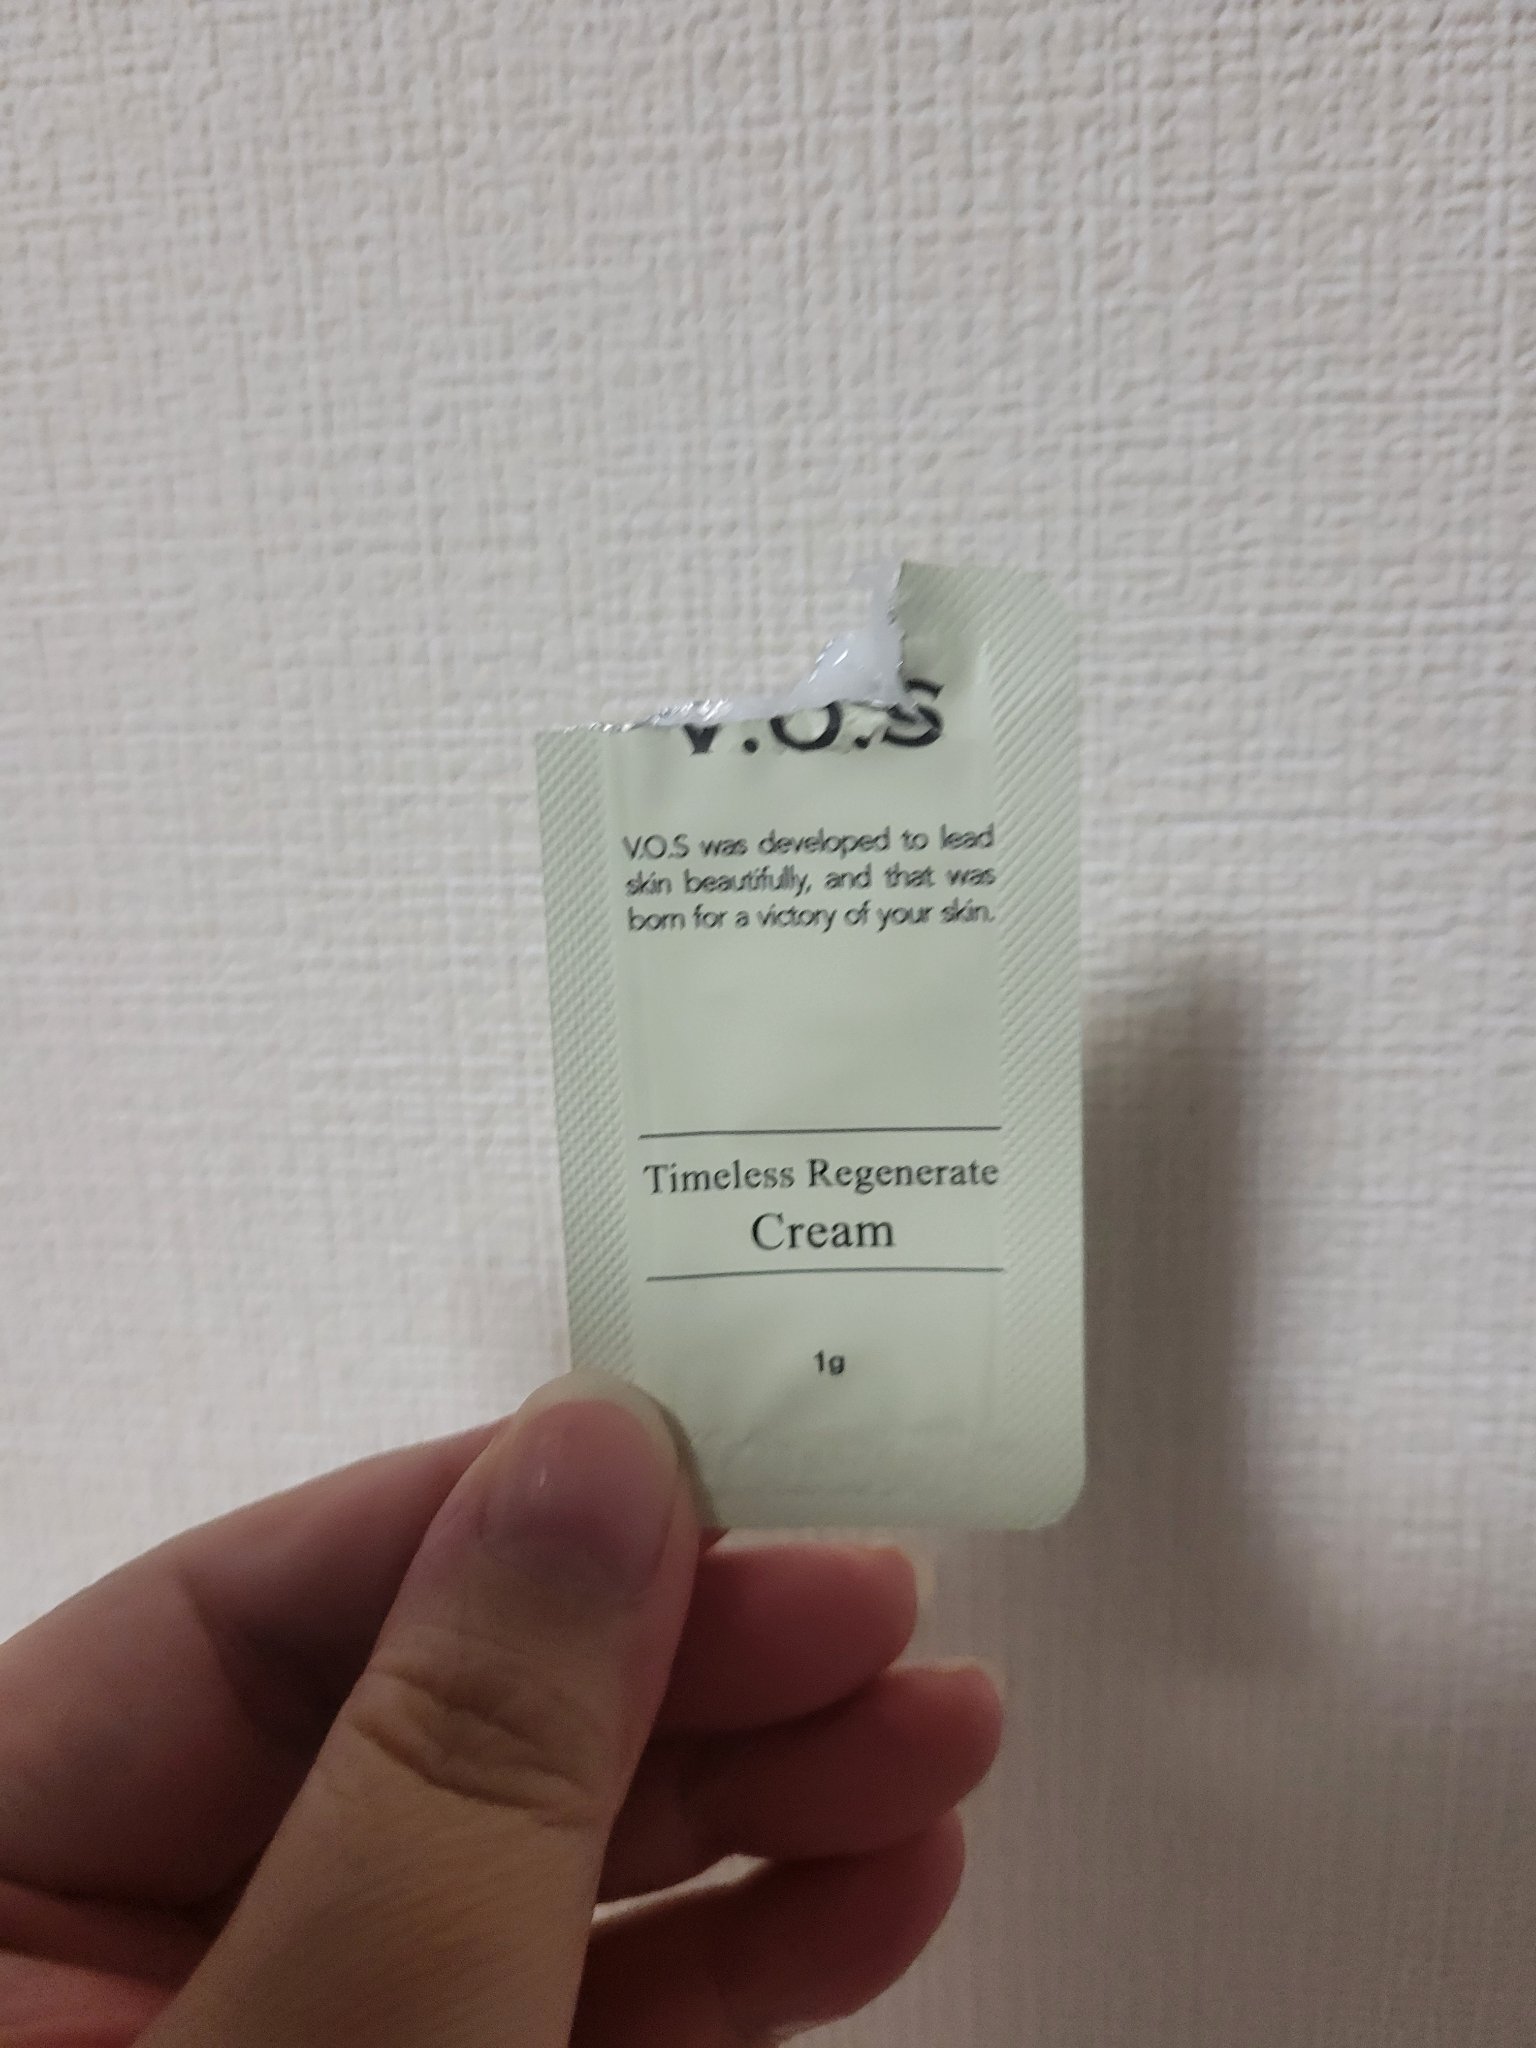 V.O.S
V.O.S was developed to lead
skin beautifully, and that was
born for a victory of your skin.
Timeless Regenerate
Cream
1g